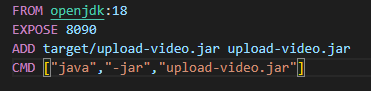 FROM openjdk:18
EXPOSE 8090
ADD target/upload-video.jar upload-video.jar
CMD ["java","-jar","upload-video.jar"]